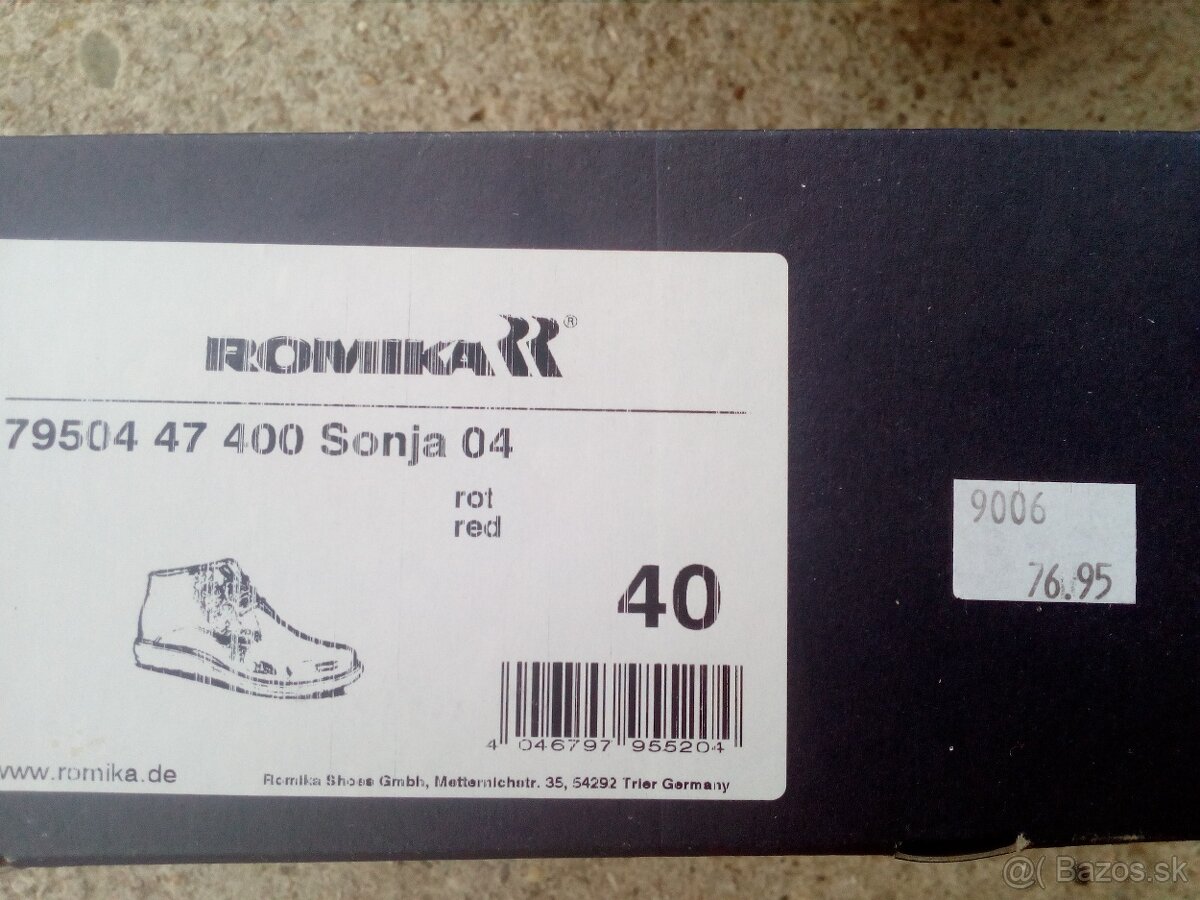 ROMIKA ®
79504 47 400 Sonja 04
rot
red
40
4 046797 955204
www.romika.de
Romika Shoes Gmbh, Metternichstr. 35, 54292 Trier Germany
9006
76.95
@( Bazos.sk